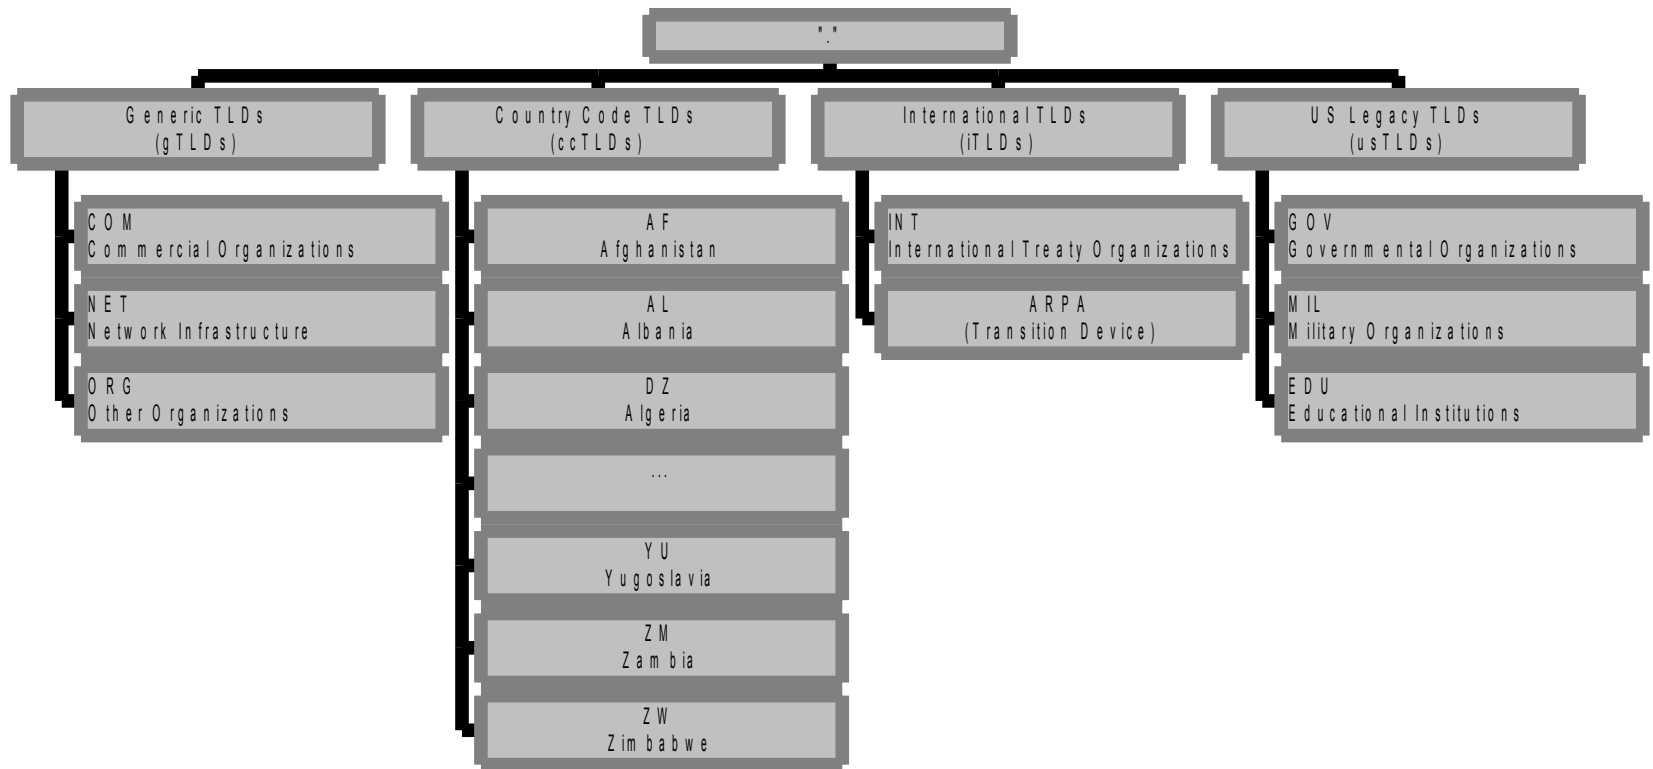 "."
Generic TLDs
(gTLDs)
COM
Commercial Organizations
NET
Network Infrastructure
ORG
Other Organizations
Country Code TLDs
(ccTLDs)
AF
Afghanistan
AL
Albania
DZ
Algeria
...
YU
Yugoslavia
ZM
Zambia
ZW
Zimbabwe
International TLDs
(iTLDs)
INT
International Treaty Organizations
ARPA
(Transition Device)
US Legacy TLDs
(usTLDs)
GOV
Governmental Organizations
MIL
Military Organizations
EDU
Educational Institutions